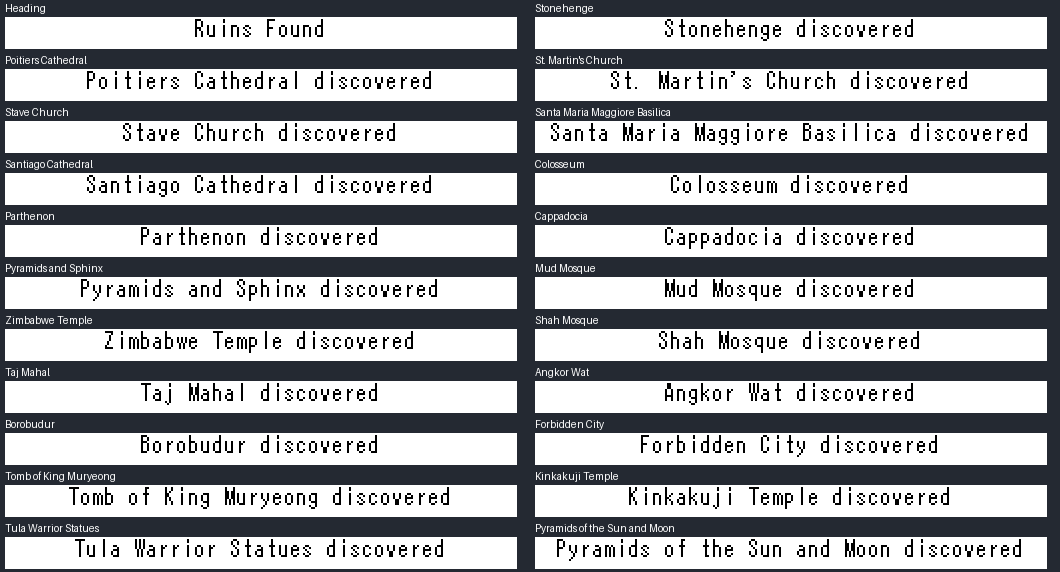 Heading
Ruins Found
Stonehenge
Stonehenge discovered
Poitiers Cathedral
Poitiers Cathedral discovered
St. Martin's Church
St. Martin's Church discovered
Stave Church
Stave Church discovered
Santa Maria Maggiore Basilica
Santa Maria Maggiore Basilica discovered
Santiago Cathedral
Santiago Cathedral discovered
Colosseum
Colosseum discovered
Parthenon
Parthenon discovered
Cappadocia
Cappadocia discovered
Pyramids and Sphinx
Pyramids and Sphinx discovered
Mud Mosque
Mud Mosque discovered
Zimbabwe Temple
Zimbabwe Temple discovered
Shah Mosque
Shah Mosque discovered
Taj Mahal
Taj Mahal discovered
Angkor Wat
Angkor Wat discovered
Borobudur
Borobudur discovered
Forbidden City
Forbidden City discovered
Tomb of King Muryeong
Tomb of King Muryeong discovered
Kinkakuji Temple
Kinkakuji Temple discovered
Tula Warrior Statues
Tula Warrior Statues discovered
Pyramids of the Sun and Moon
Pyramids of the Sun and Moon discovered